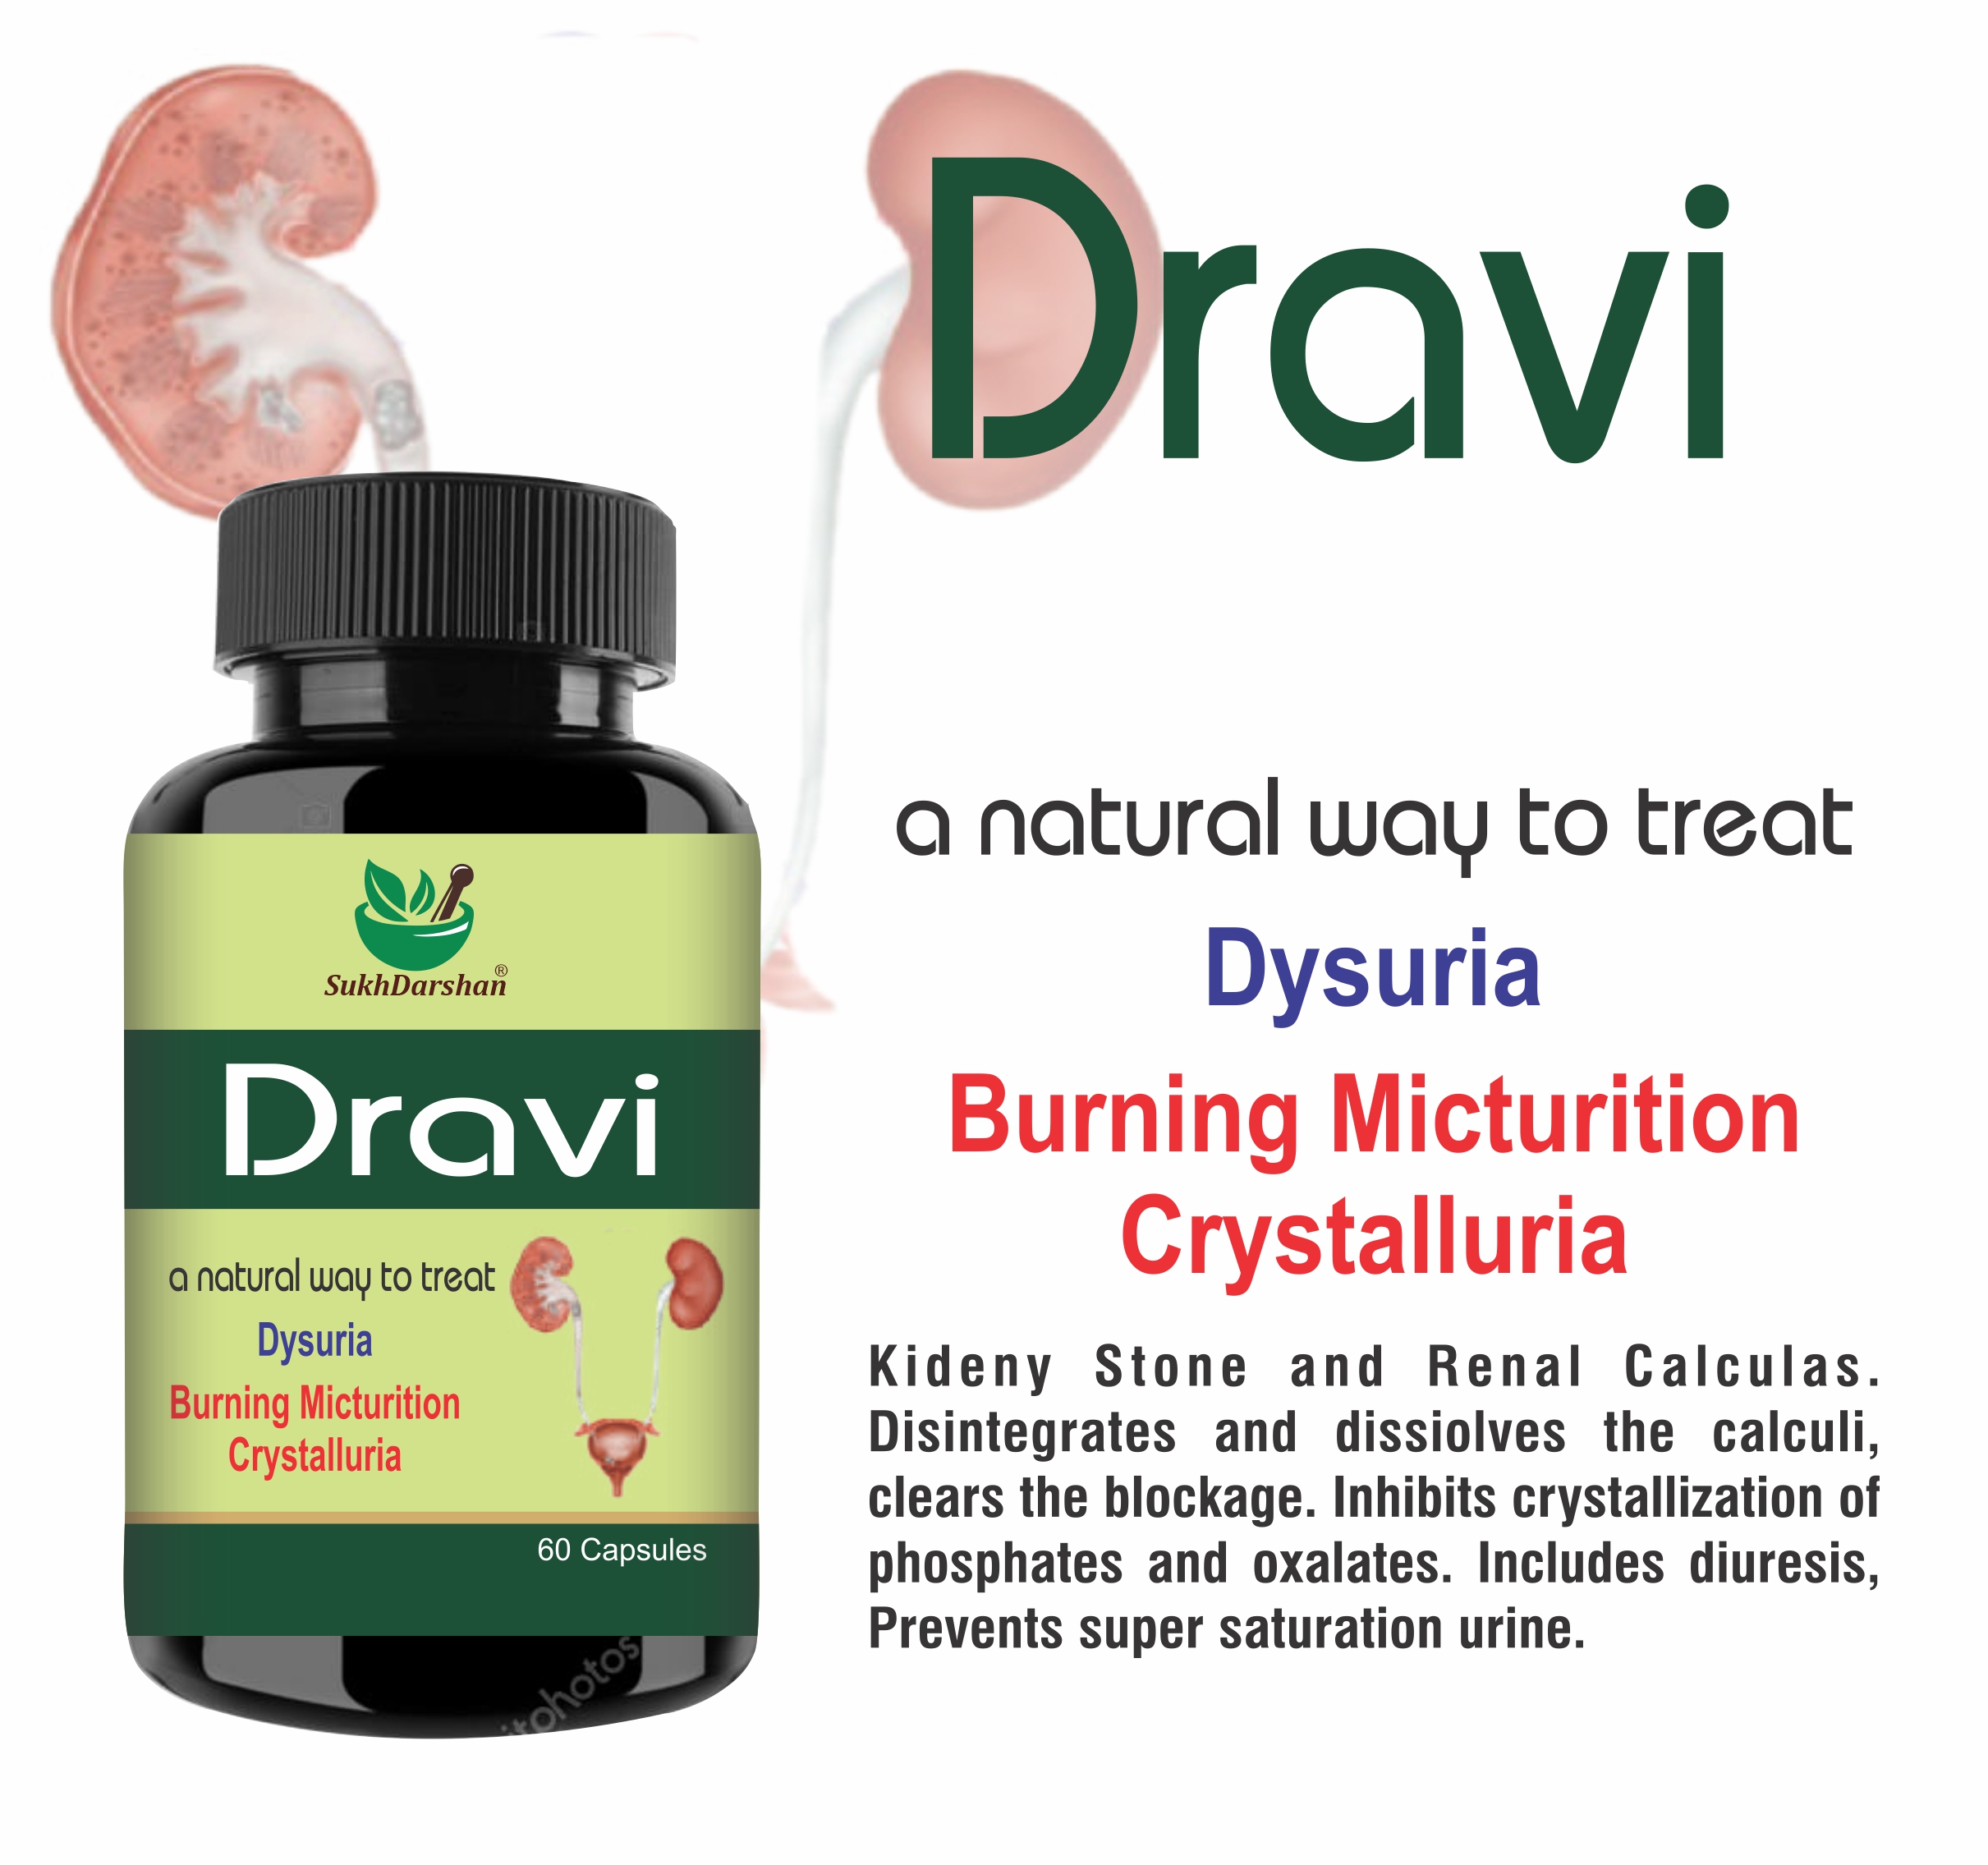 Dravi
a natural way to treat
Dysuria
Burning Micturition
Crystalluria
Kideny Stone and Renal Calculas.
Disintegrates and dissiolves the calculi,
clears the blockage. Inhibits crystallization of
phosphates and oxalates. Includes diuresis,
Prevents super saturation urine.
SukhDarshan®
Dravi
a natural way to treat
Dysuria
Burning Micturition
Crystalluria
60 Capsules